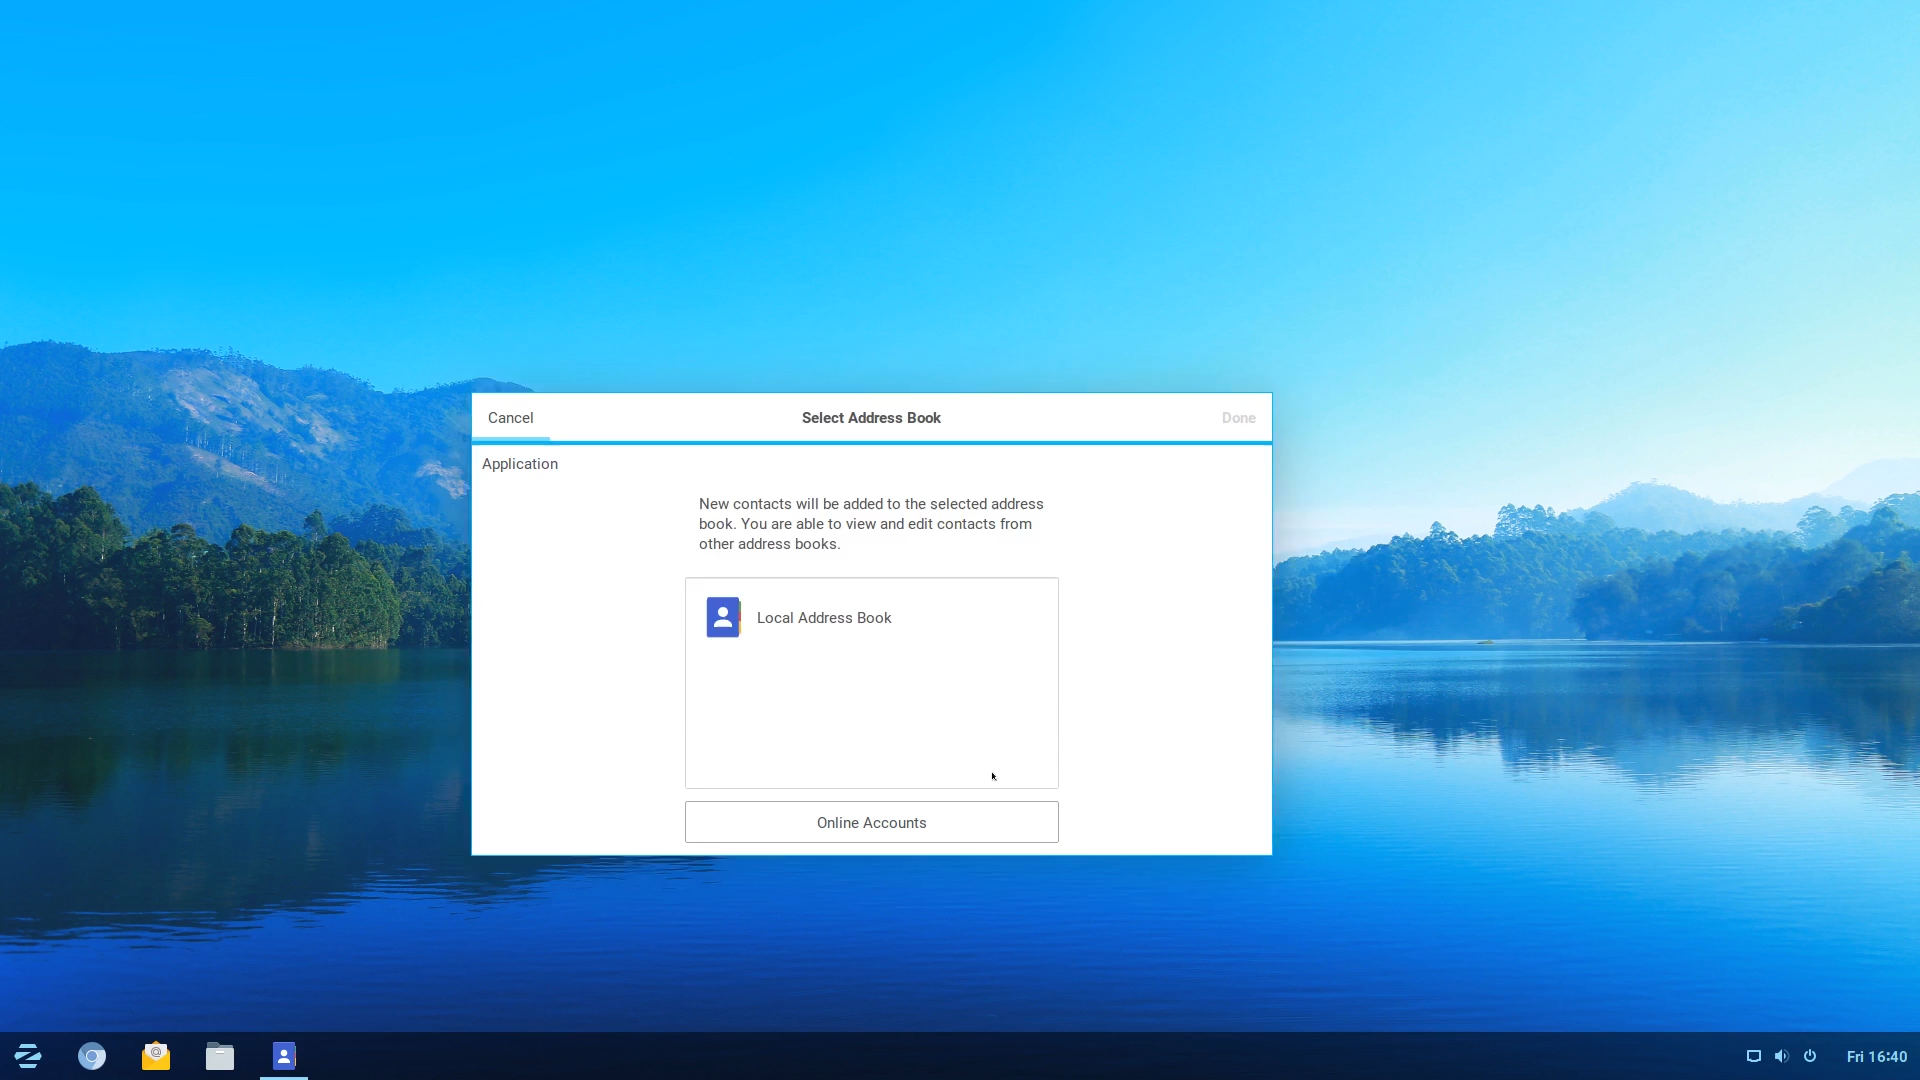 Cancel
Select Address Book
Done
Application
New contacts will be added to the selected address
book. You are able to view and edit contacts from
other address books.
Local Address Book
Online Accounts
Fri 16:40